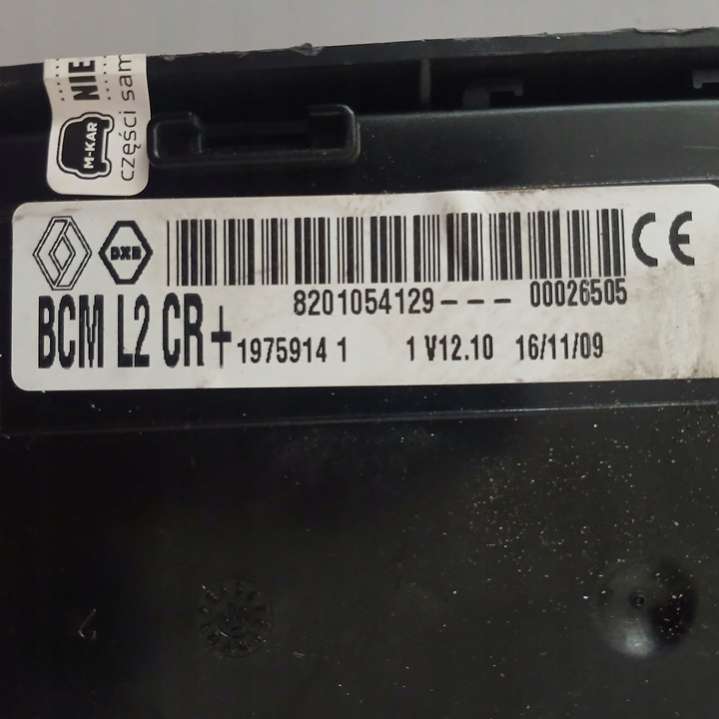 NIE
M-KAR
części sam
DXB
8201054129--- 00026505
BCM L2 CR+ 1975914 1 1 V12.10 16/11/09
CE